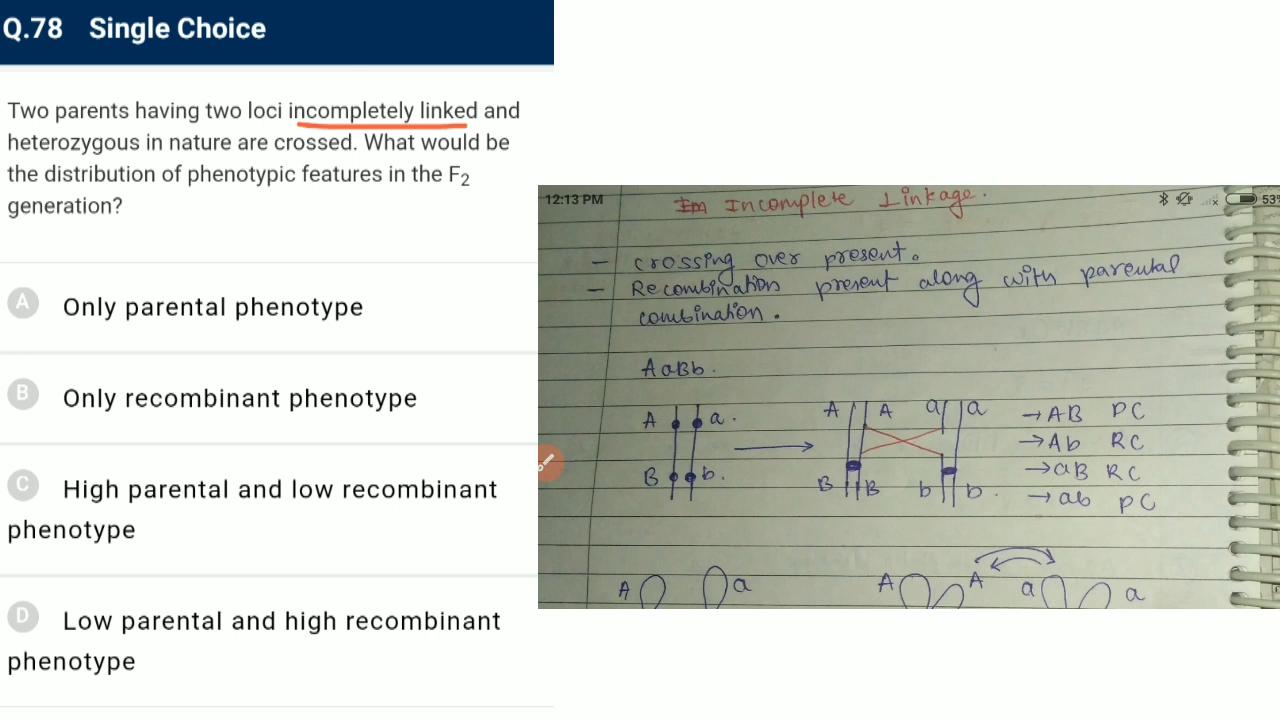 Q.78 Single Choice
Two parents having two loci incompletely linked and
heterozygous in nature are crossed. What would be
the distribution of phenotypic features in the F2
generation?
A Only parental phenotype
B Only recombinant phenotype
C High parental and low recombinant
phenotype
D Low parental and high recombinant
phenotype
12:13 PM 53%
Im Incomplete Linkage.
- crossing over present.
- Recombination present along with parental
combination.
AaBb.
A a. A A a a → AB PC
→ Ab RC
→ aB RC
B b. B B b b. → ab PC
A a A A a a